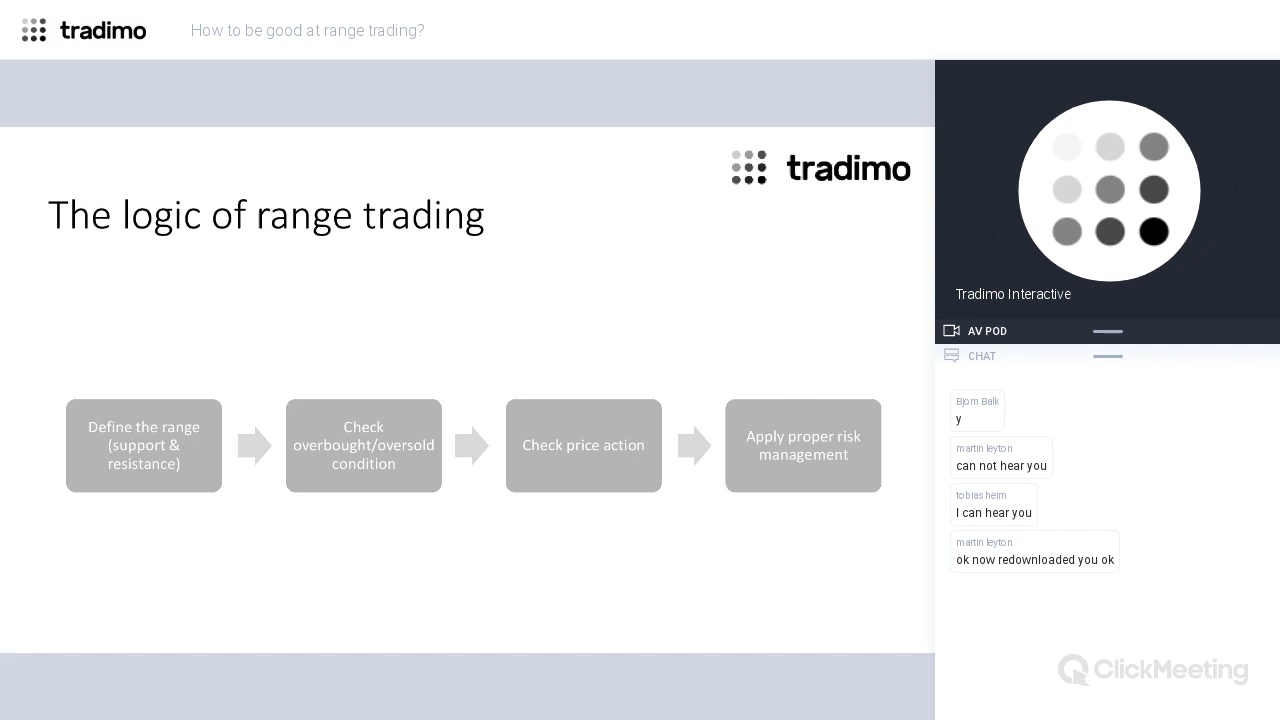 tradimo
How to be good at range trading?
tradimo
The logic of range trading
Define the range
(support &
resistance)
Check
overbought/oversold
condition
Check price action
Apply proper risk
management
Tradimo Interactive
AV POD
CHAT
Bjorn Balk
y
martin leyton
can not hear you
tobias heim
I can hear you
martin leyton
ok now redownloaded you ok
ClickMeeting